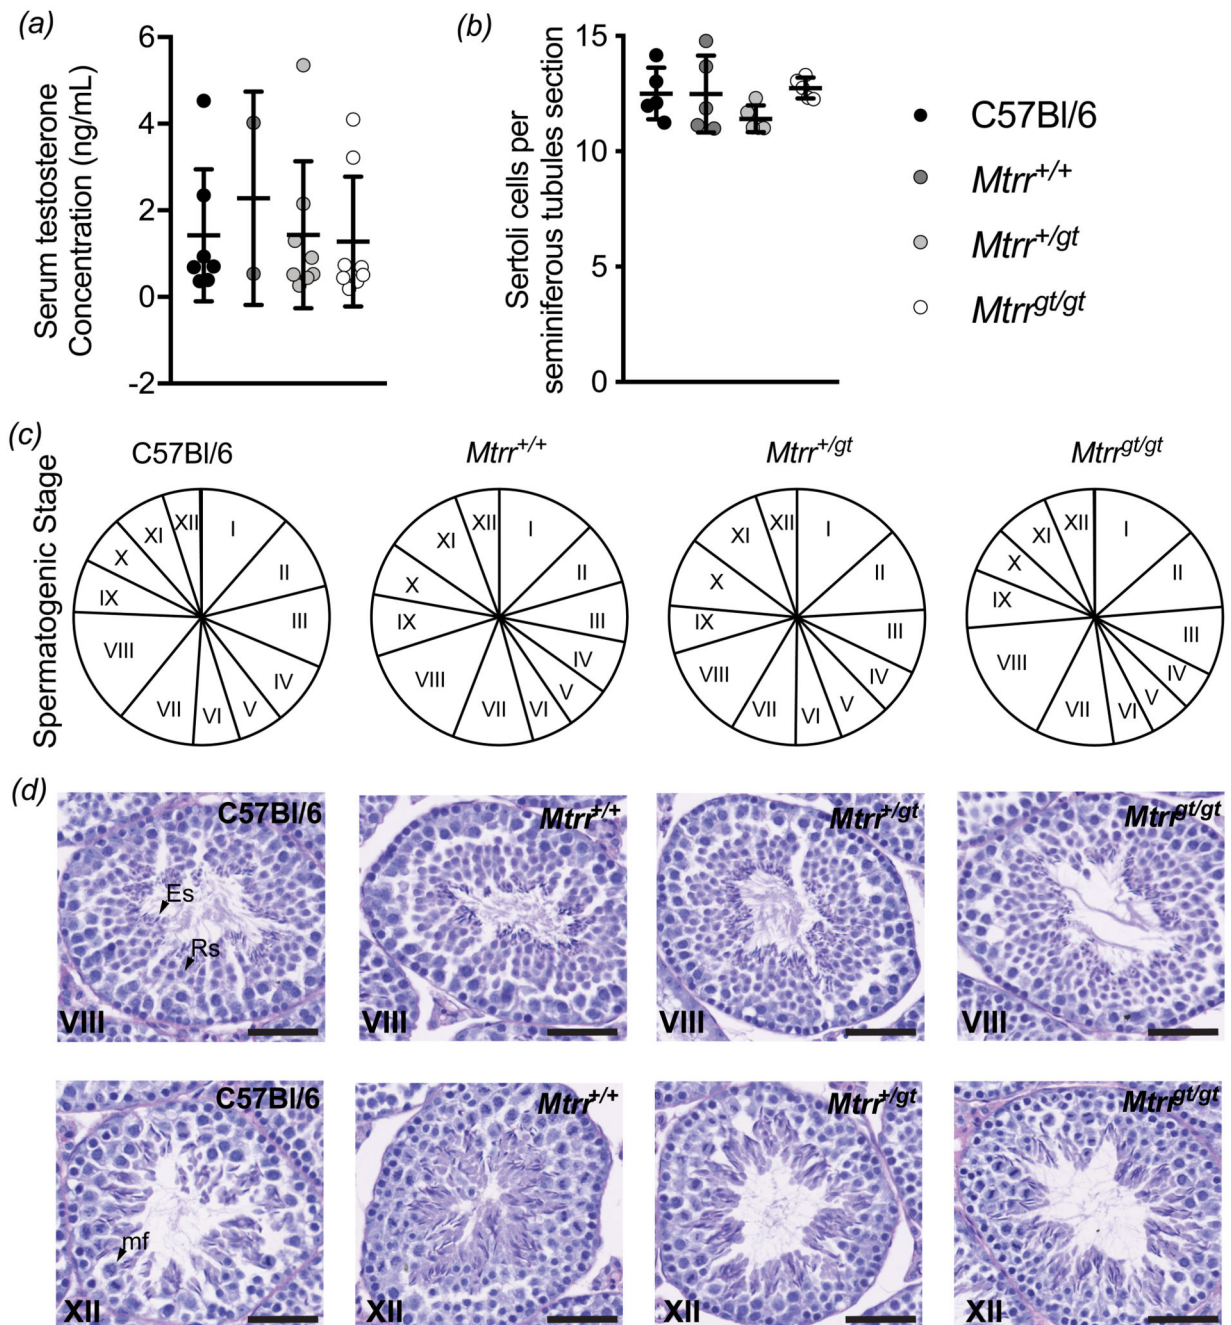 (a)
Serum testosterone
Concentration (ng/mL)
6
4
2
0
-2
(b)
Sertoli cells per
seminiferous tubules section
15
10
5
0
C57Bl/6
Mtrr+/+
Mtrr+/gt
Mtrrgt/gt
(c)
Spermatogenic Stage
C57Bl/6
I
II
III
IV
V
VI
VII
VIII
IX
X
XI
XII
Mtrr+/+
I
II
III
IV
V
VI
VII
VIII
IX
X
XI
XII
Mtrr+/gt
I
II
III
IV
V
VI
VII
VIII
IX
X
XI
XII
Mtrrgt/gt
I
II
III
IV
V
VI
VII
VIII
IX
X
XI
XII
(d)
C57Bl/6
Es
Rs
VIII
Mtrr+/+
VIII
Mtrr+/gt
VIII
Mtrrgt/gt
VIII
C57Bl/6
mf
XII
Mtrr+/+
XII
Mtrr+/gt
XII
Mtrrgt/gt
XII